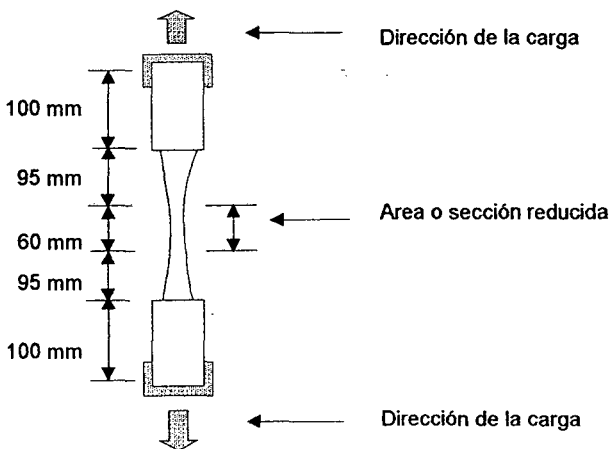 Dirección de la carga
100 mm
95 mm
Area o sección reducida
60 mm
95 mm
100 mm
Dirección de la carga